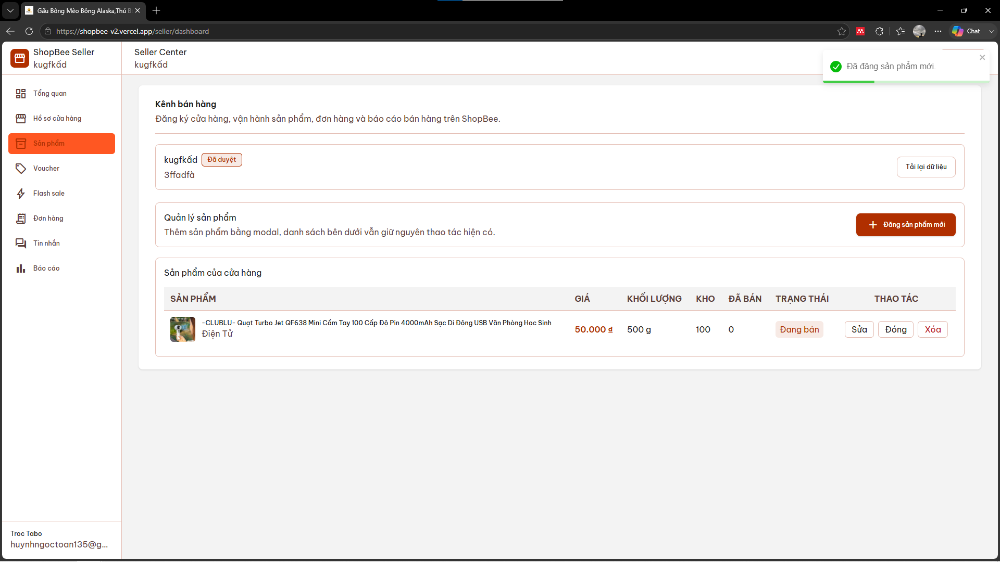 Gấu Bông Mèo Bông Alaska,Thú B
https://shopbee-v2.vercel.app/seller/dashboard
Chat
ShopBee Seller
kugfkấd
Seller Center
kugfkấd
Đã đăng sản phẩm mới.
Tổng quan
Hồ sơ cửa hàng
Sản phẩm
Voucher
Flash sale
Đơn hàng
Tin nhắn
Báo cáo
Kênh bán hàng
Đăng ký cửa hàng, vận hành sản phẩm, đơn hàng và báo cáo bán hàng trên ShopBee.
kugfkấd Đã duyệt
3ffadfà
Tải lại dữ liệu
Quản lý sản phẩm
Thêm sản phẩm bằng modal, danh sách bên dưới vẫn giữ nguyên thao tác hiện có.
Đăng sản phẩm mới
Sản phẩm của cửa hàng
SẢN PHẨM GIÁ KHỐI LƯỢNG KHO ĐÃ BÁN TRẠNG THÁI THAO TÁC
-CLUBLU- Quạt Turbo Jet QF638 Mini Cầm Tay 100 Cấp Độ Pin 4000mAh Sạc Di Động USB Văn Phòng Học Sinh
Điện Tử
50.000 ₫ 500 g 100 0 Đang bán Sửa Đóng Xóa
Troc Tabo
huynhngoctoan135@g...